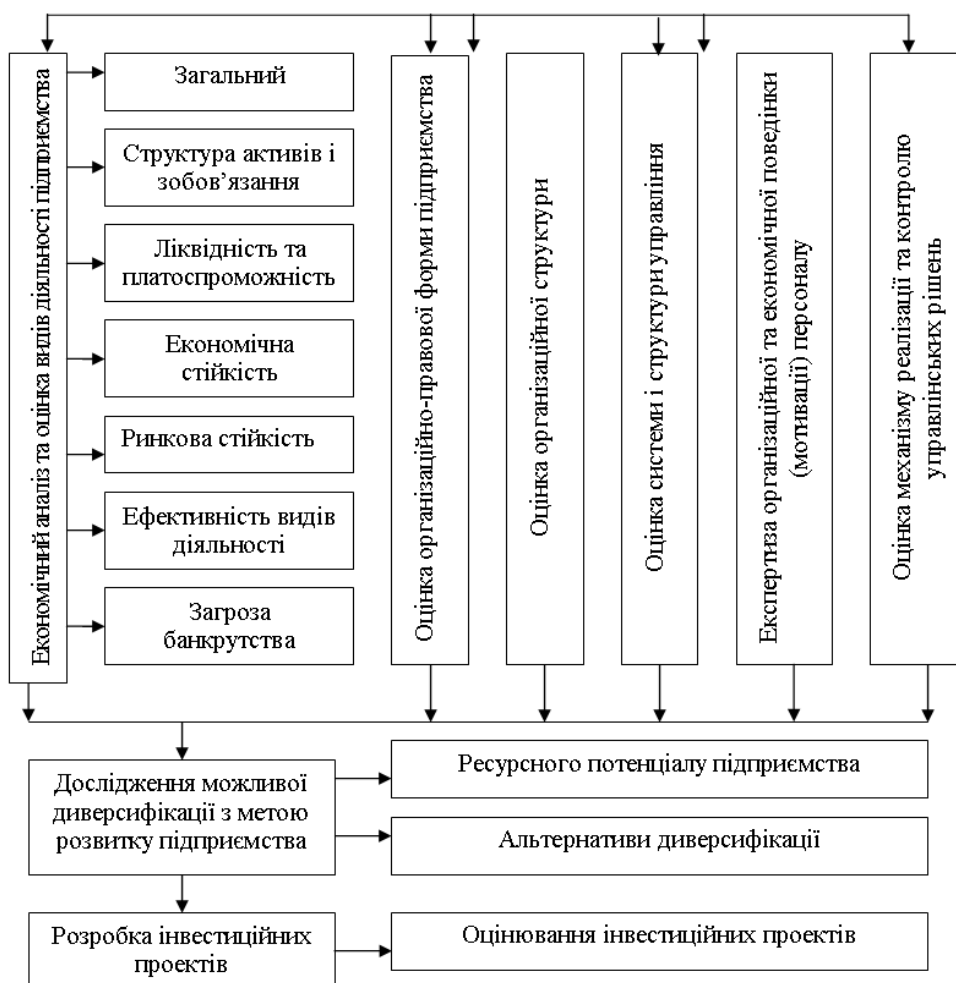 Економічний аналіз та оцінка видів діяльності підприємства
Загальний
Структура активів і
зобов’язання
Ліквідність та
платоспроможність
Економічна
стійкість
Ринкова стійкість
Ефективність видів
діяльності
Загроза
банкрутства
Оцінка організаційно-правової форми підприємства
Оцінка організаційної структури
Оцінка системи і структури управління
Експертиза організаційної та економічної поведінки
(мотивації) персоналу
Оцінка механізму реалізації та контролю
управлінських рішень
Дослідження можливої
диверсифікації з метою
розвитку підприємства
Ресурсного потенціалу підприємства
Альтернативи диверсифікації
Розробка інвестиційних
проектів
Оцінювання інвестиційних проектів